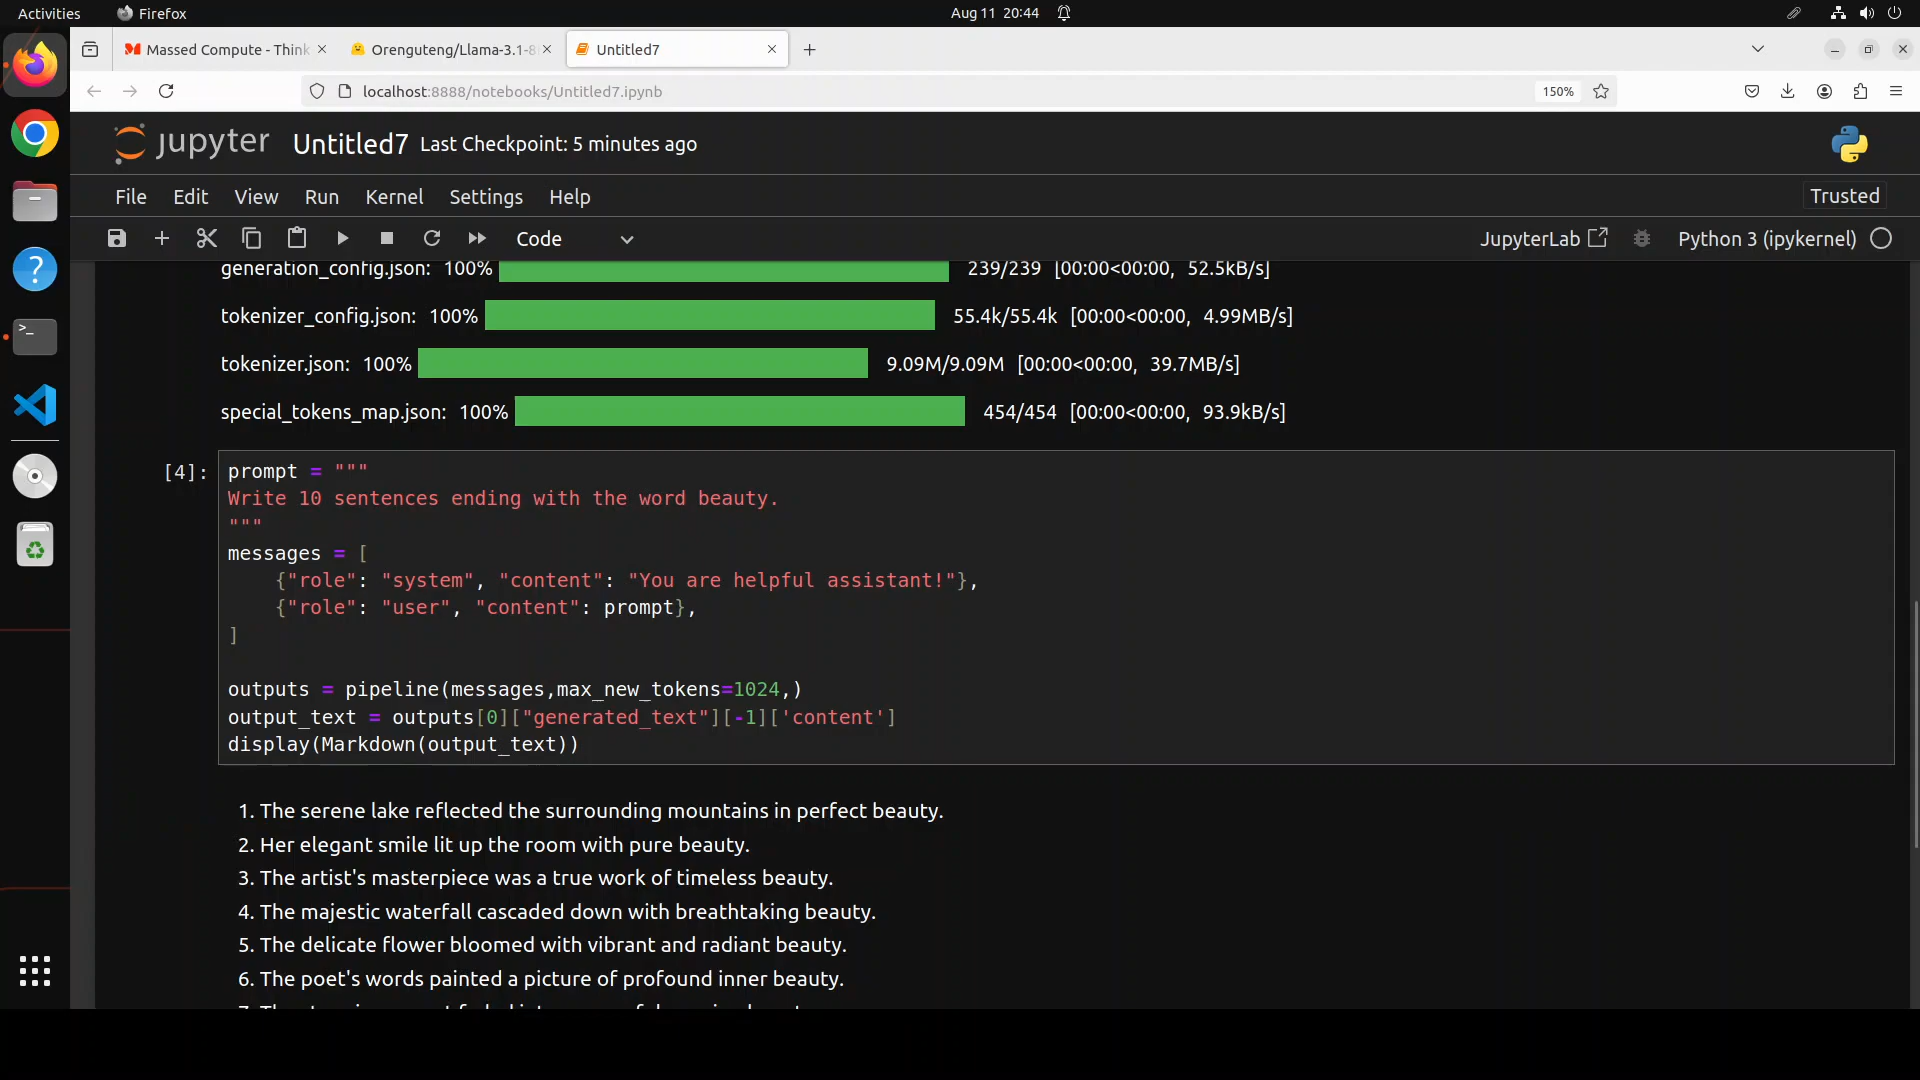 Activities
Firefox
Aug 11 20:44
Massed Compute - Think
Orenguteng/Llama-3.1-8
Untitled7
localhost:8888/notebooks/Untitled7.ipynb
150%
jupyter
Untitled7 Last Checkpoint: 5 minutes ago
File Edit View Run Kernel Settings Help
Trusted
Code
JupyterLab
Python 3 (ipykernel)
generation_config.json: 100% 239/239 [00:00<00:00, 52.5kB/s]
tokenizer_config.json: 100% 55.4k/55.4k [00:00<00:00, 4.99MB/s]
tokenizer.json: 100% 9.09M/9.09M [00:00<00:00, 39.7MB/s]
special_tokens_map.json: 100% 454/454 [00:00<00:00, 93.9kB/s]
[4]: prompt = """
Write 10 sentences ending with the word beauty.
"""
messages = [
    {"role": "system", "content": "You are helpful assistant!"},
    {"role": "user", "content": prompt},
]
outputs = pipeline(messages,max_new_tokens=1024,)
output_text = outputs[0]["generated_text"][-1]['content']
display(Markdown(output_text))
1. The serene lake reflected the surrounding mountains in perfect beauty.
2. Her elegant smile lit up the room with pure beauty.
3. The artist's masterpiece was a true work of timeless beauty.
4. The majestic waterfall cascaded down with breathtaking beauty.
5. The delicate flower bloomed with vibrant and radiant beauty.
6. The poet's words painted a picture of profound inner beauty.